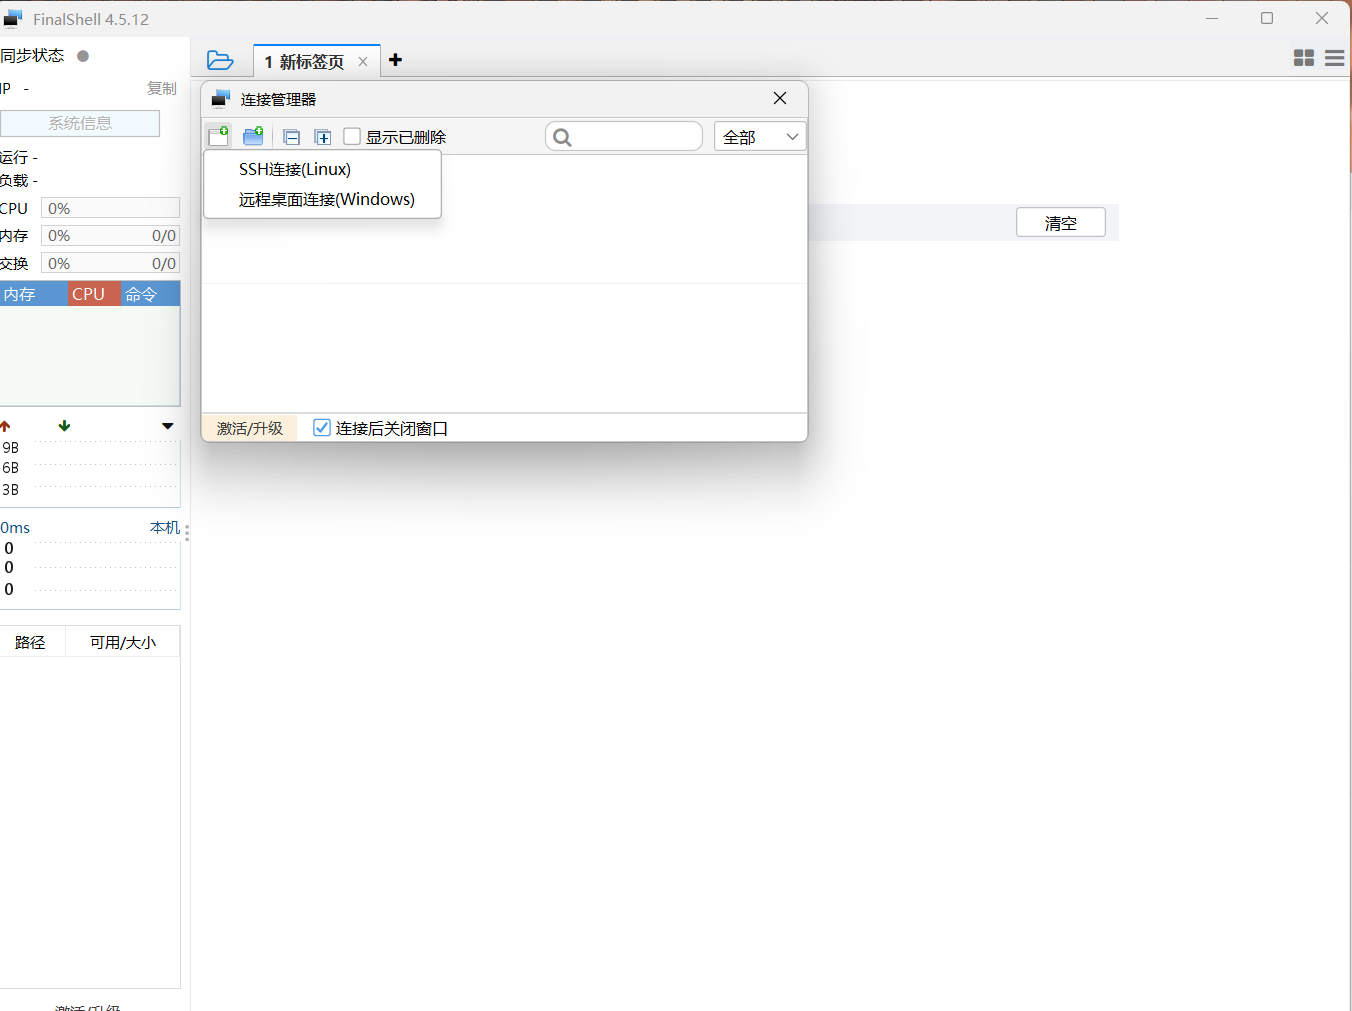 FinalShell 4.5.12
同步状态
IP -
复制
系统信息
运行 -
负载 -
CPU 0%
内存 0% 0/0
交换 0% 0/0
内存 CPU 命令
9B
6B
3B
0ms 本机
0
0
0
路径 可用/大小
激活/升级
1 新标签页
连接管理器
显示已删除
全部
SSH连接(Linux)
远程桌面连接(Windows)
清空
激活/升级
连接后关闭窗口